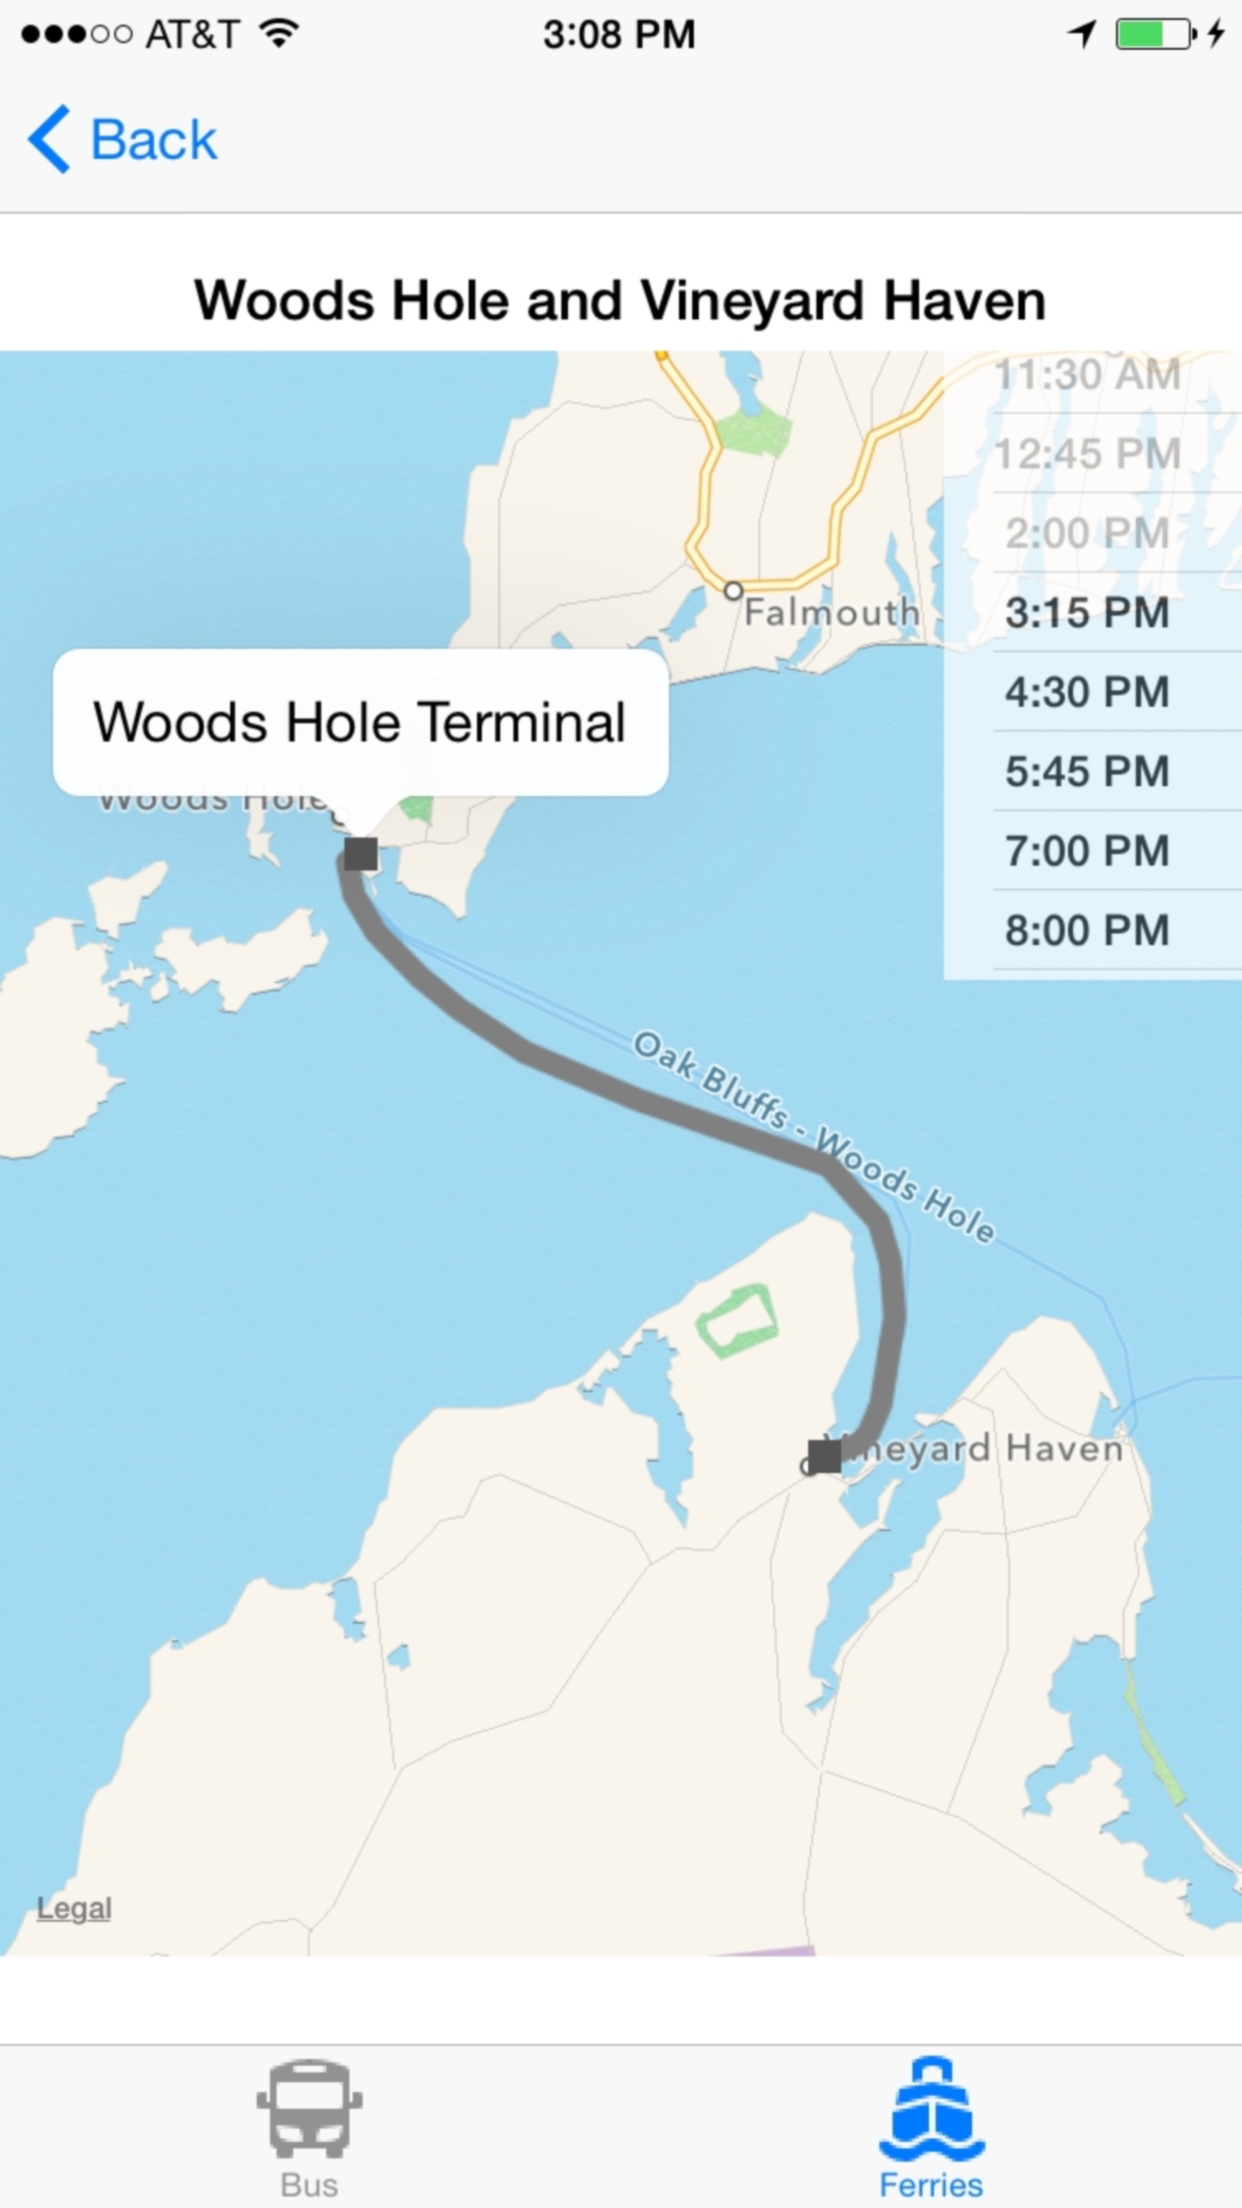 AT&T
3:08 PM
Back
Woods Hole and Vineyard Haven
11:30 AM
12:45 PM
2:00 PM
3:15 PM
4:30 PM
5:45 PM
7:00 PM
8:00 PM
Falmouth
Woods Hole Terminal
Woods Hole
Oak Bluffs - Woods Hole
Vineyard Haven
Legal
Bus
Ferries